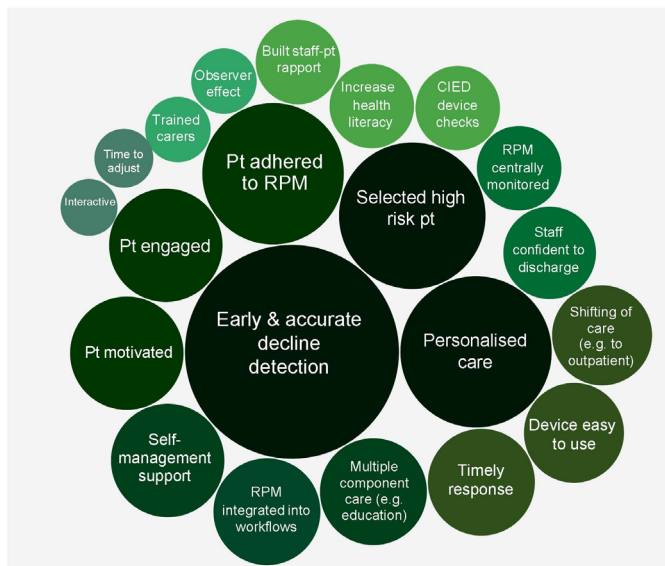 Built staff-pt
rapport
Observer
effect
Increase
health
literacy
CIED
device
checks
Trained
carers
Time to
adjust
Interactive
Pt adhered
to RPM
Selected high
risk pt
RPM
centrally
monitored
Pt engaged
Staff
confident to
discharge
Early & accurate
decline
detection
Personalised
care
Shifting of
care
(e.g. to
outpatient)
Pt motivated
Device easy
to use
Self-
management
support
RPM
integrated into
workflows
Multiple
component
care (e.g.
education)
Timely
response